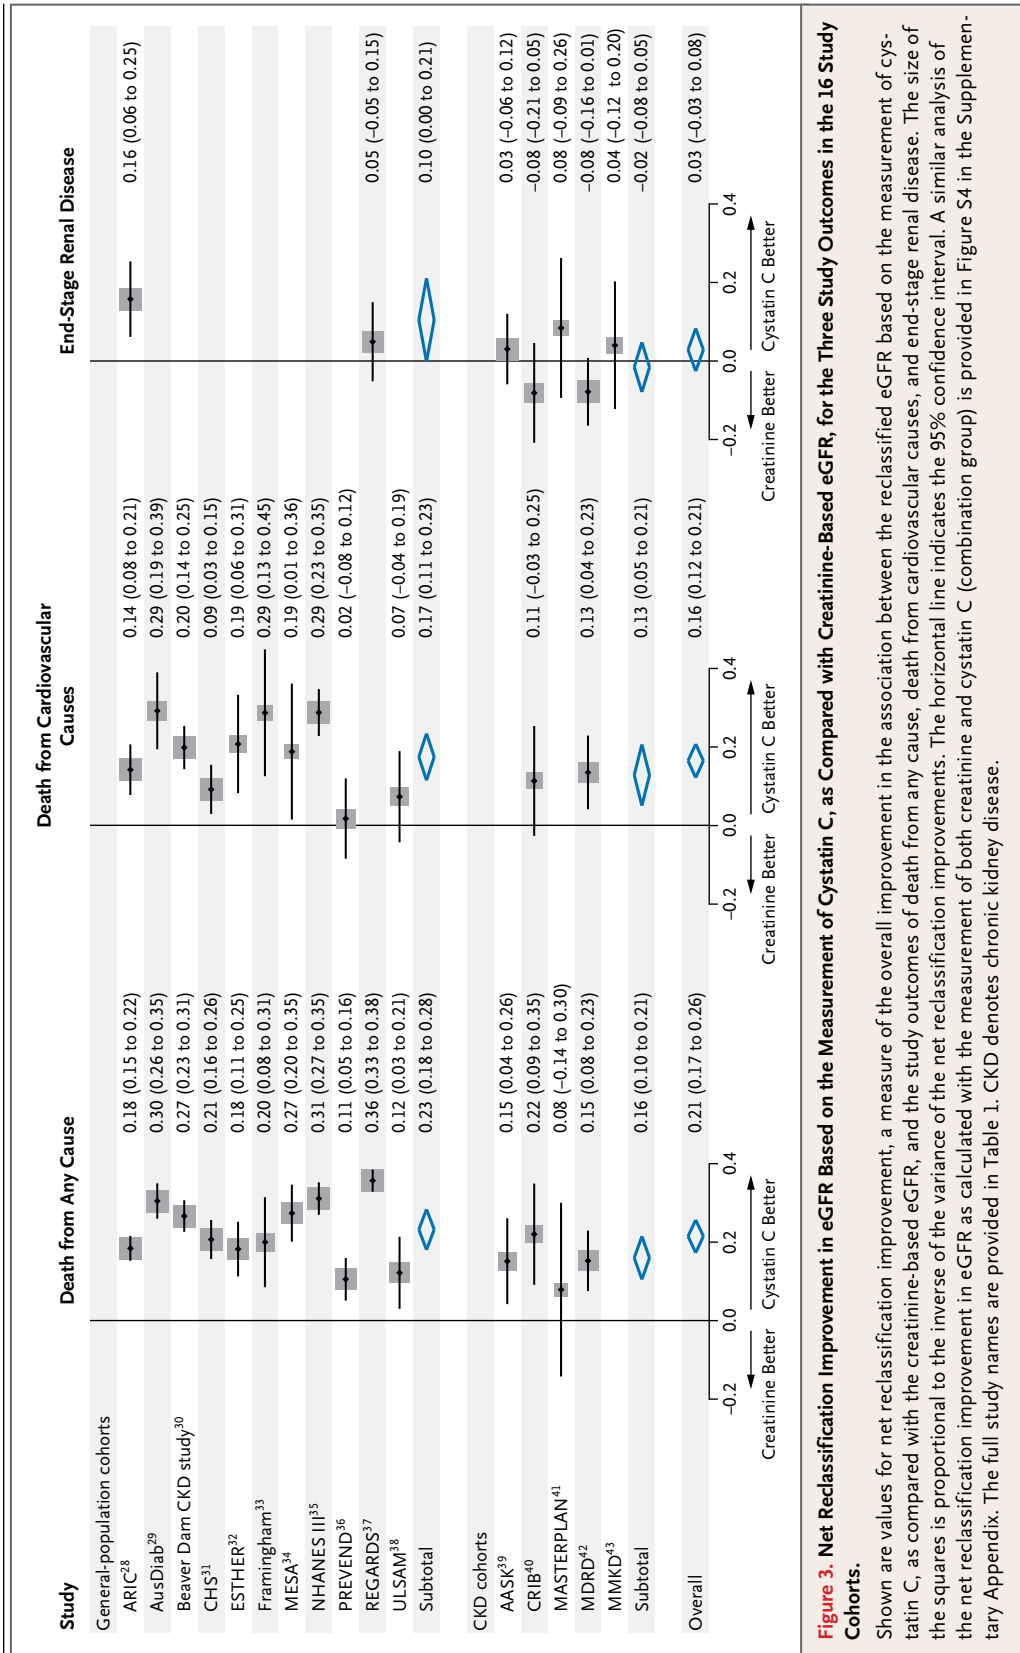 Study
Death from Any Cause
Death from Cardiovascular
Causes
End-Stage Renal Disease
General-population cohorts
ARIC28 0.18 (0.15 to 0.22) 0.14 (0.08 to 0.21) 0.16 (0.06 to 0.25)
AusDiab29 0.30 (0.26 to 0.35) 0.29 (0.19 to 0.39)
Beaver Dam CKD study30 0.27 (0.23 to 0.31) 0.20 (0.14 to 0.25)
CHS31 0.21 (0.16 to 0.26) 0.09 (0.03 to 0.15)
ESTHER32 0.18 (0.11 to 0.25) 0.19 (0.06 to 0.31)
Framingham33 0.20 (0.08 to 0.31) 0.29 (0.13 to 0.45)
MESA34 0.27 (0.20 to 0.35) 0.19 (0.01 to 0.36)
NHANES III35 0.31 (0.27 to 0.35) 0.29 (0.23 to 0.35)
PREVEND36 0.11 (0.05 to 0.16) 0.02 (−0.08 to 0.12)
REGARDS37 0.36 (0.33 to 0.38) 0.05 (−0.05 to 0.15)
ULSAM38 0.12 (0.03 to 0.21) 0.07 (−0.04 to 0.19)
Subtotal 0.23 (0.18 to 0.28) 0.17 (0.11 to 0.23) 0.10 (0.00 to 0.21)
CKD cohorts
AASK39 0.15 (0.04 to 0.26) 0.03 (−0.06 to 0.12)
CRIB40 0.22 (0.09 to 0.35) 0.11 (−0.03 to 0.25) −0.08 (−0.21 to 0.05)
MASTERPLAN41 0.08 (−0.14 to 0.30) 0.08 (−0.09 to 0.26)
MDRD42 0.15 (0.08 to 0.23) 0.13 (0.04 to 0.23) −0.08 (−0.16 to 0.01)
MMKD43 0.04 (−0.12 to 0.20)
Subtotal 0.16 (0.10 to 0.21) 0.13 (0.05 to 0.21) −0.02 (−0.08 to 0.05)
Overall 0.21 (0.17 to 0.26) 0.16 (0.12 to 0.21) 0.03 (−0.03 to 0.08)
−0.2 0.0 0.2 0.4 −0.2 0.0 0.2 0.4 −0.2 0.0 0.2 0.4
Creatinine Better Cystatin C Better Creatinine Better Cystatin C Better Creatinine Better Cystatin C Better
Figure 3. Net Reclassification Improvement in eGFR Based on the Measurement of Cystatin C, as Compared with Creatinine-Based eGFR, for the Three Study Outcomes in the 16 Study
Cohorts.
Shown are values for net reclassification improvement, a measure of the overall improvement in the association between the reclassified eGFR based on the measurement of cys-
tatin C, as compared with the creatinine-based eGFR, and the study outcomes of death from any cause, death from cardiovascular causes, and end-stage renal disease. The size of
the squares is proportional to the inverse of the variance of the net reclassification improvements. The horizontal line indicates the 95% confidence interval. A similar analysis of
the net reclassification improvement in eGFR as calculated with the measurement of both creatinine and cystatin C (combination group) is provided in Figure S4 in the Supplemen-
tary Appendix. The full study names are provided in Table 1. CKD denotes chronic kidney disease.